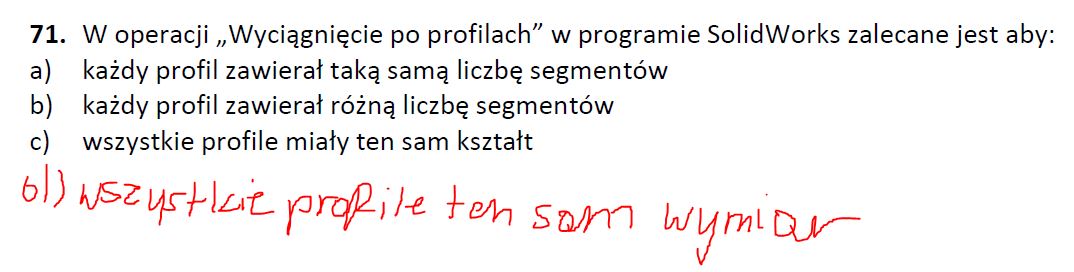 71. W operacji „Wyciągnięcie po profilach” w programie SolidWorks zalecane jest aby:
a) każdy profil zawierał taką samą liczbę segmentów
b) każdy profil zawierał różną liczbę segmentów
c) wszystkie profile miały ten sam kształt
d) wszystkie profile ten sam wymiar